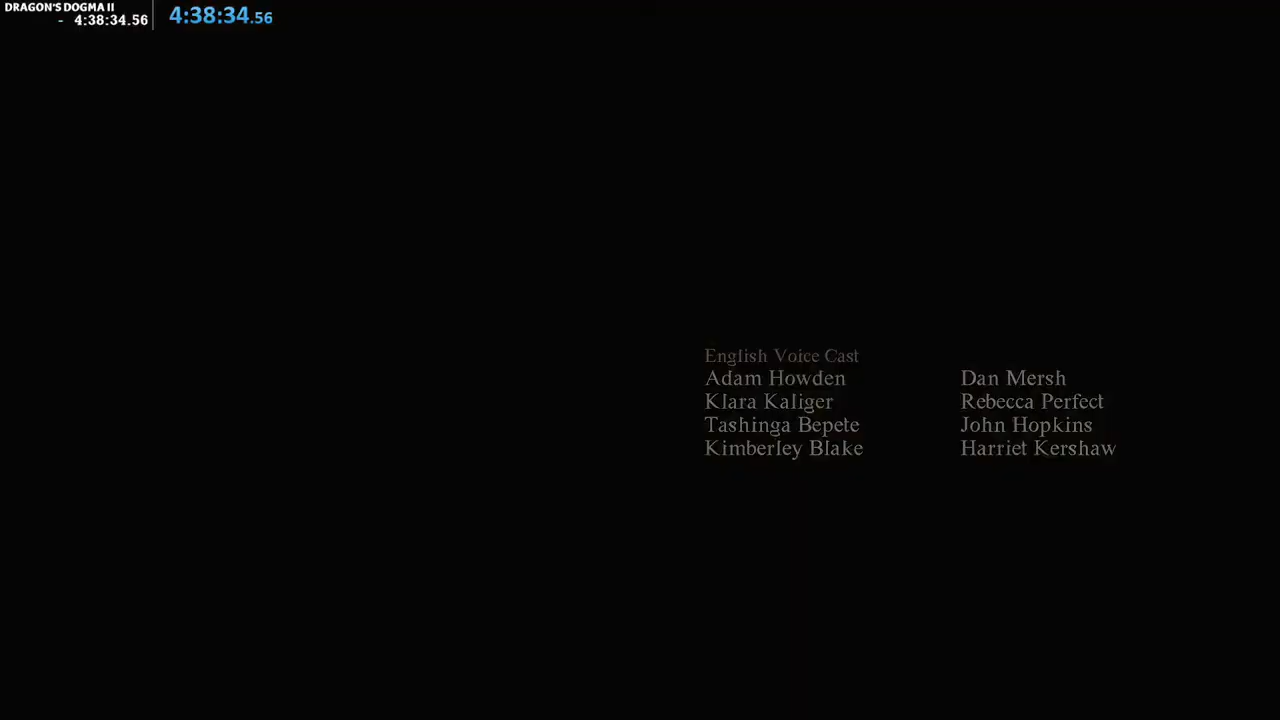 DRAGON'S DOGMA II
- 4:38:34.56
4:38:34.56
English Voice Cast
Adam Howden Dan Mersh
Klara Kaliger Rebecca Perfect
Tashinga Bepete John Hopkins
Kimberley Blake Harriet Kershaw